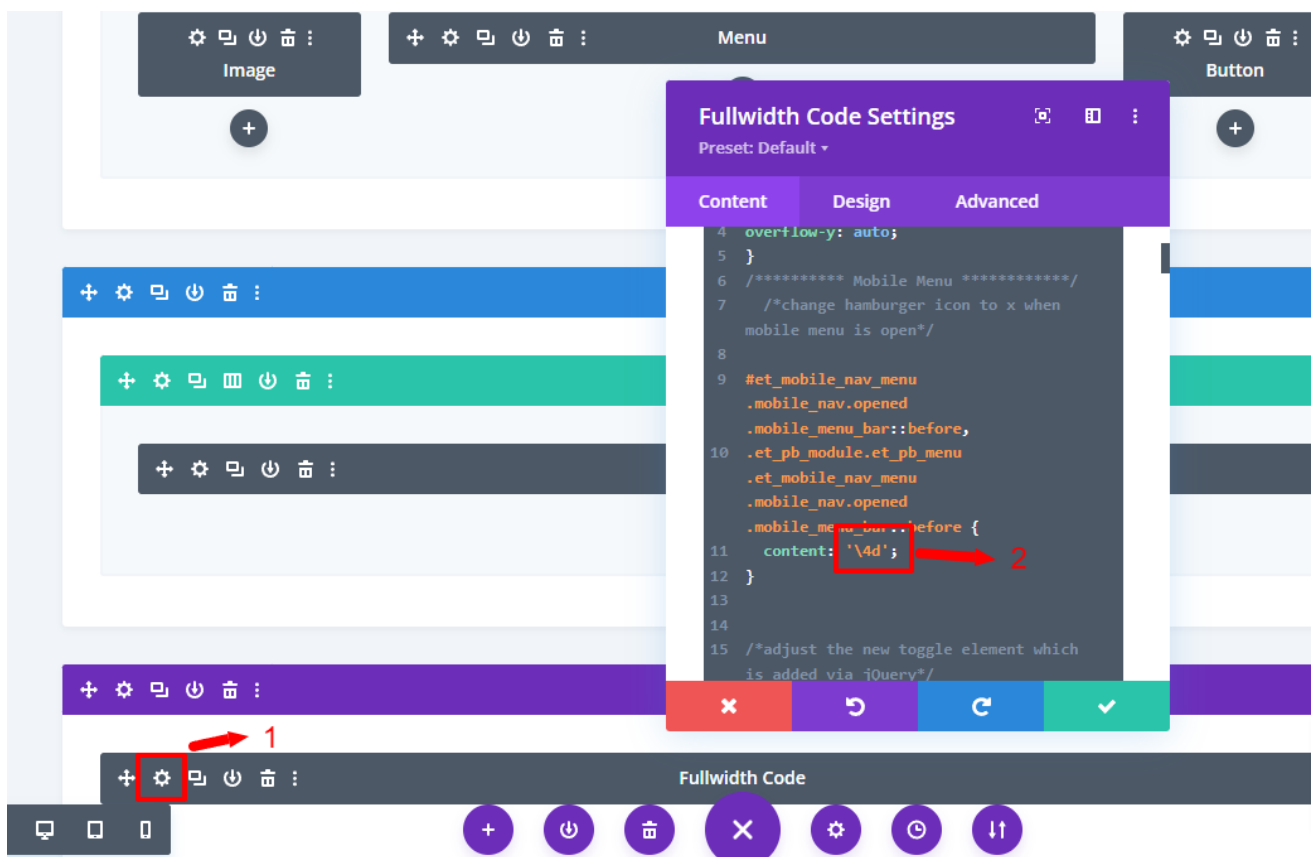 Image
Menu
Button
Fullwidth Code Settings
Preset: Default
Content Design Advanced
4 overflow-y: auto;
5 }
6 /********** Mobile Menu ************/
7 /*change hamburger icon to x when
mobile menu is open*/
8
9 #et_mobile_nav_menu
.mobile_nav.opened
.mobile_menu_bar::before,
10 .et_pb_module.et_pb_menu
.et_mobile_nav_menu
.mobile_nav.opened
.mobile_menu_bar::before {
11 content: '\4d';
12 }
13
14
15 /*adjust the new toggle element which
is added via jQuery*/
2
1
Fullwidth Code